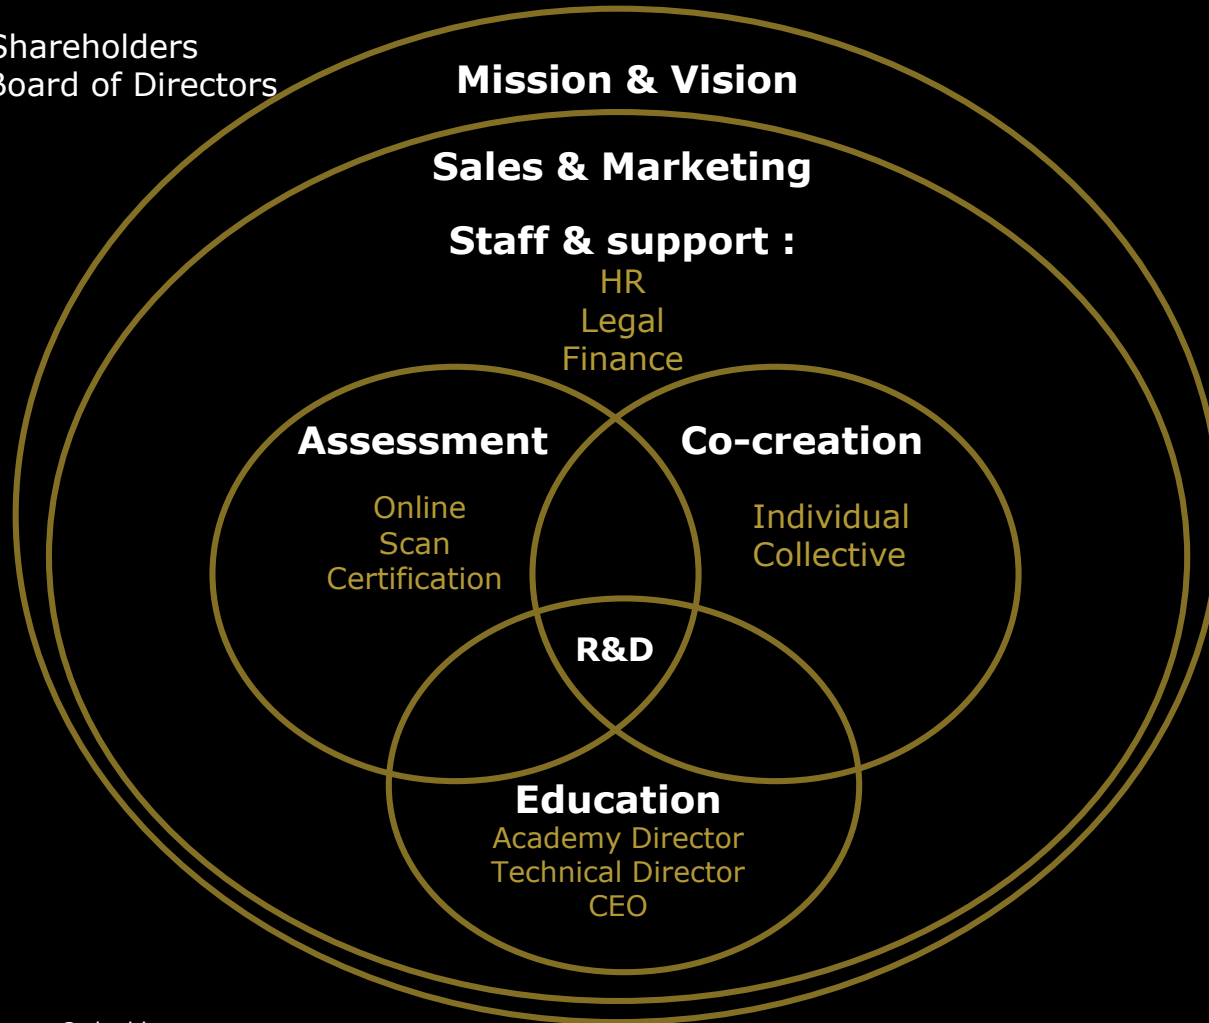 Shareholders
Board of Directors
Mission & Vision
Sales & Marketing
Staff & support :
HR
Legal
Finance
Assessment
Co-creation
Online
Scan
Certification
Individual
Collective
R&D
Education
Academy Director
Technical Director
CEO